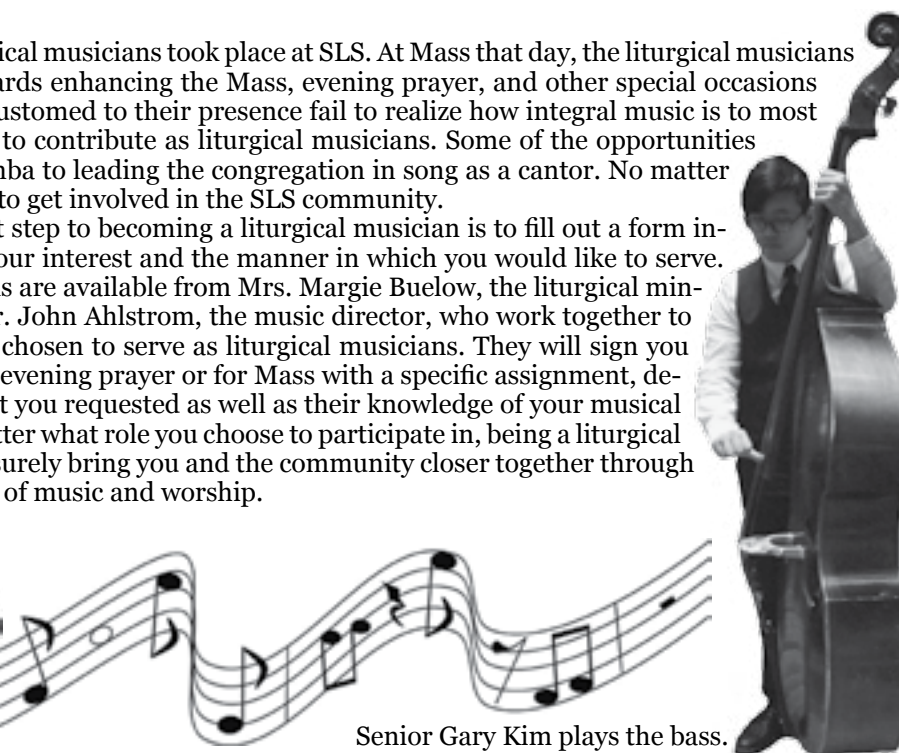 ical musicians took place at SLS. At Mass that day, the liturgical musicians
ards enhancing the Mass, evening prayer, and other special occasions
ustomed to their presence fail to realize how integral music is to most
to contribute as liturgical musicians. Some of the opportunities
nba to leading the congregation in song as a cantor. No matter
to get involved in the SLS community.
t step to becoming a liturgical musician is to fill out a form in-
our interest and the manner in which you would like to serve.
s are available from Mrs. Margie Buelow, the liturgical min-
r. John Ahlstrom, the music director, who work together to
chosen to serve as liturgical musicians. They will sign you
evening prayer or for Mass with a specific assignment, de-
t you requested as well as their knowledge of your musical
tter what role you choose to participate in, being a liturgical
surely bring you and the community closer together through
of music and worship.
Senior Gary Kim plays the bass.